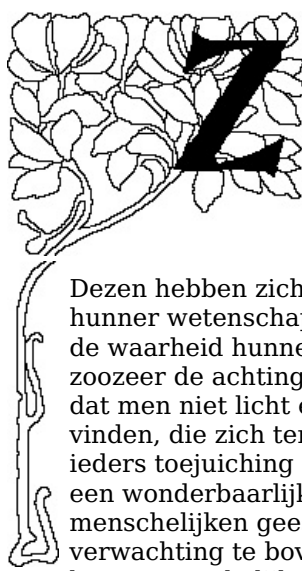 Z
Dezen hebben zich
hunner wetenschap
de waarheid hunne
zoozeer de achting
dat men niet licht
vinden, die zich ter
ieders toejuiching
een wonderbaarlijk
menschelijken gee
verwachting te bov